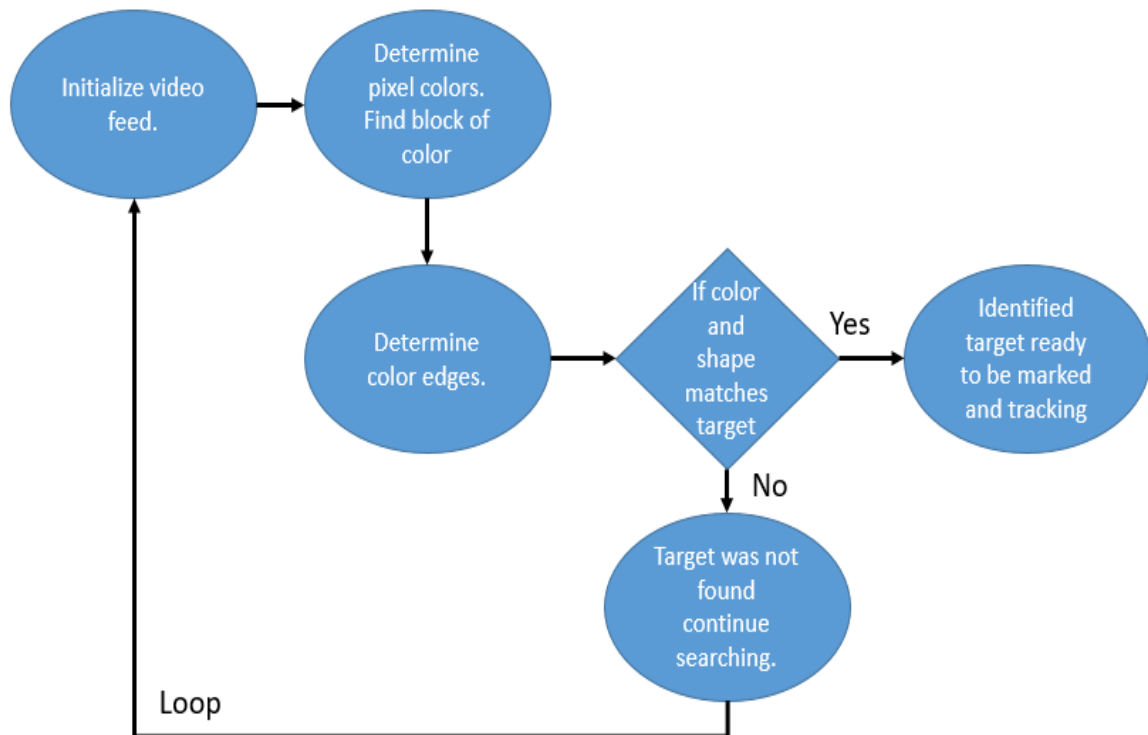 Initialize video
feed.
Determine
pixel colors.
Find block of
color
Determine
color edges.
If color
and
shape
matches
target
Yes
Identified
target ready
to be marked
and tracking
No
Target was not
found
continue
searching.
Loop